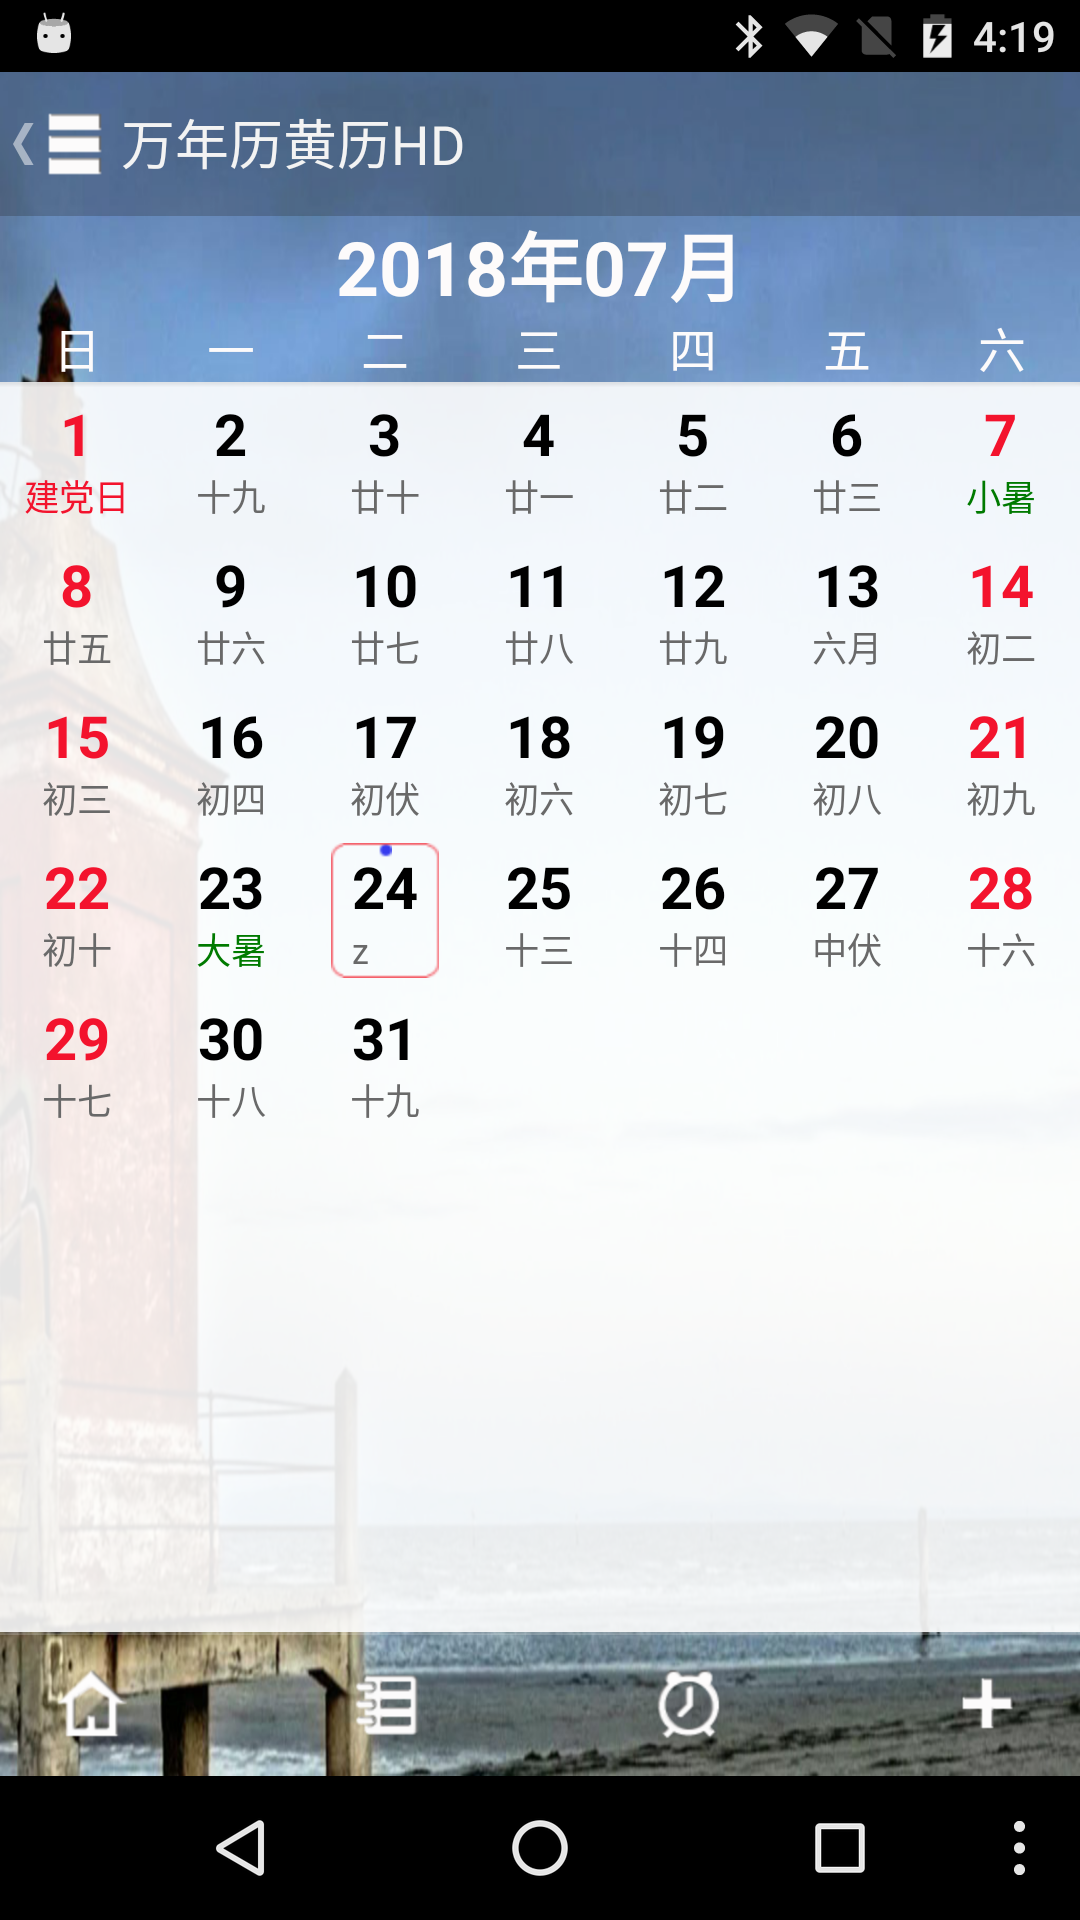 4:19
万年历黄历HD
2018年07月
日 一 二 三 四 五 六
1 2 3 4 5 6 7
建党日 十九 廿十 廿一 廿二 廿三 小暑
8 9 10 11 12 13 14
廿五 廿六 廿七 廿八 廿九 六月 初二
15 16 17 18 19 20 21
初三 初四 初伏 初六 初七 初八 初九
22 23 24 25 26 27 28
初十 大暑 z 十三 十四 中伏 十六
29 30 31
十七 十八 十九